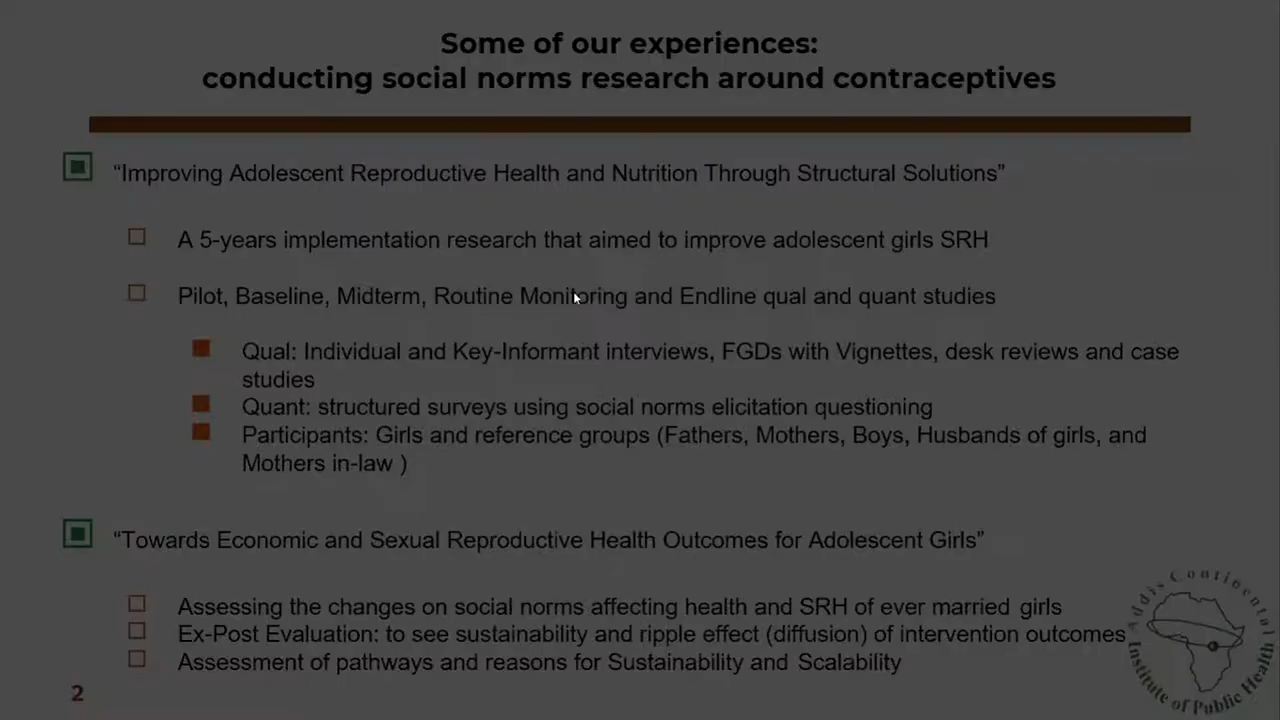 Some of our experiences:
conducting social norms research around contraceptives
“Improving Adolescent Reproductive Health and Nutrition Through Structural Solutions”
A 5-years implementation research that aimed to improve adolescent girls SRH
Pilot, Baseline, Midterm, Routine Monitoring and Endline qual and quant studies
Qual: Individual and Key-Informant interviews, FGDs with Vignettes, desk reviews and case
studies
Quant: structured surveys using social norms elicitation questioning
Participants: Girls and reference groups (Fathers, Mothers, Boys, Husbands of girls, and
Mothers in-law )
“Towards Economic and Sexual Reproductive Health Outcomes for Adolescent Girls”
Assessing the changes on social norms affecting health and SRH of ever married girls
Ex-Post Evaluation: to see sustainability and ripple effect (diffusion) of intervention outcomes
Assessment of pathways and reasons for Sustainability and Scalability
2
Addis Continental
Institute of Public Health